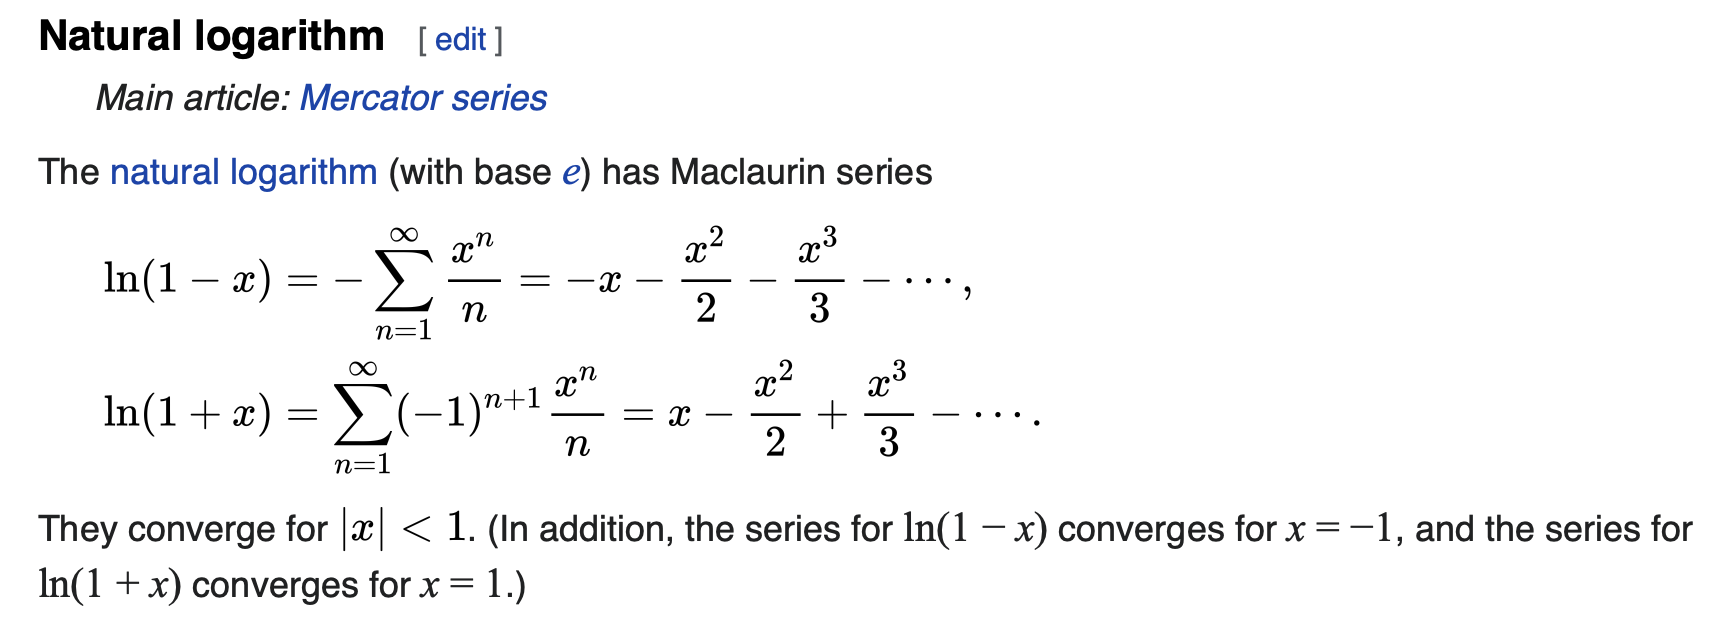 Natural logarithm [ edit ]
Main article: Mercator series
The natural logarithm (with base e) has Maclaurin series
ln(1 − x) = − ∑_{n=1}^{∞} x^n/n = −x − x^2/2 − x^3/3 − ⋯,
ln(1 + x) = ∑_{n=1}^{∞} (−1)^{n+1} x^n/n = x − x^2/2 + x^3/3 − ⋯.
They converge for |x| < 1. (In addition, the series for ln(1 − x) converges for x = −1, and the series for
ln(1 + x) converges for x = 1.)